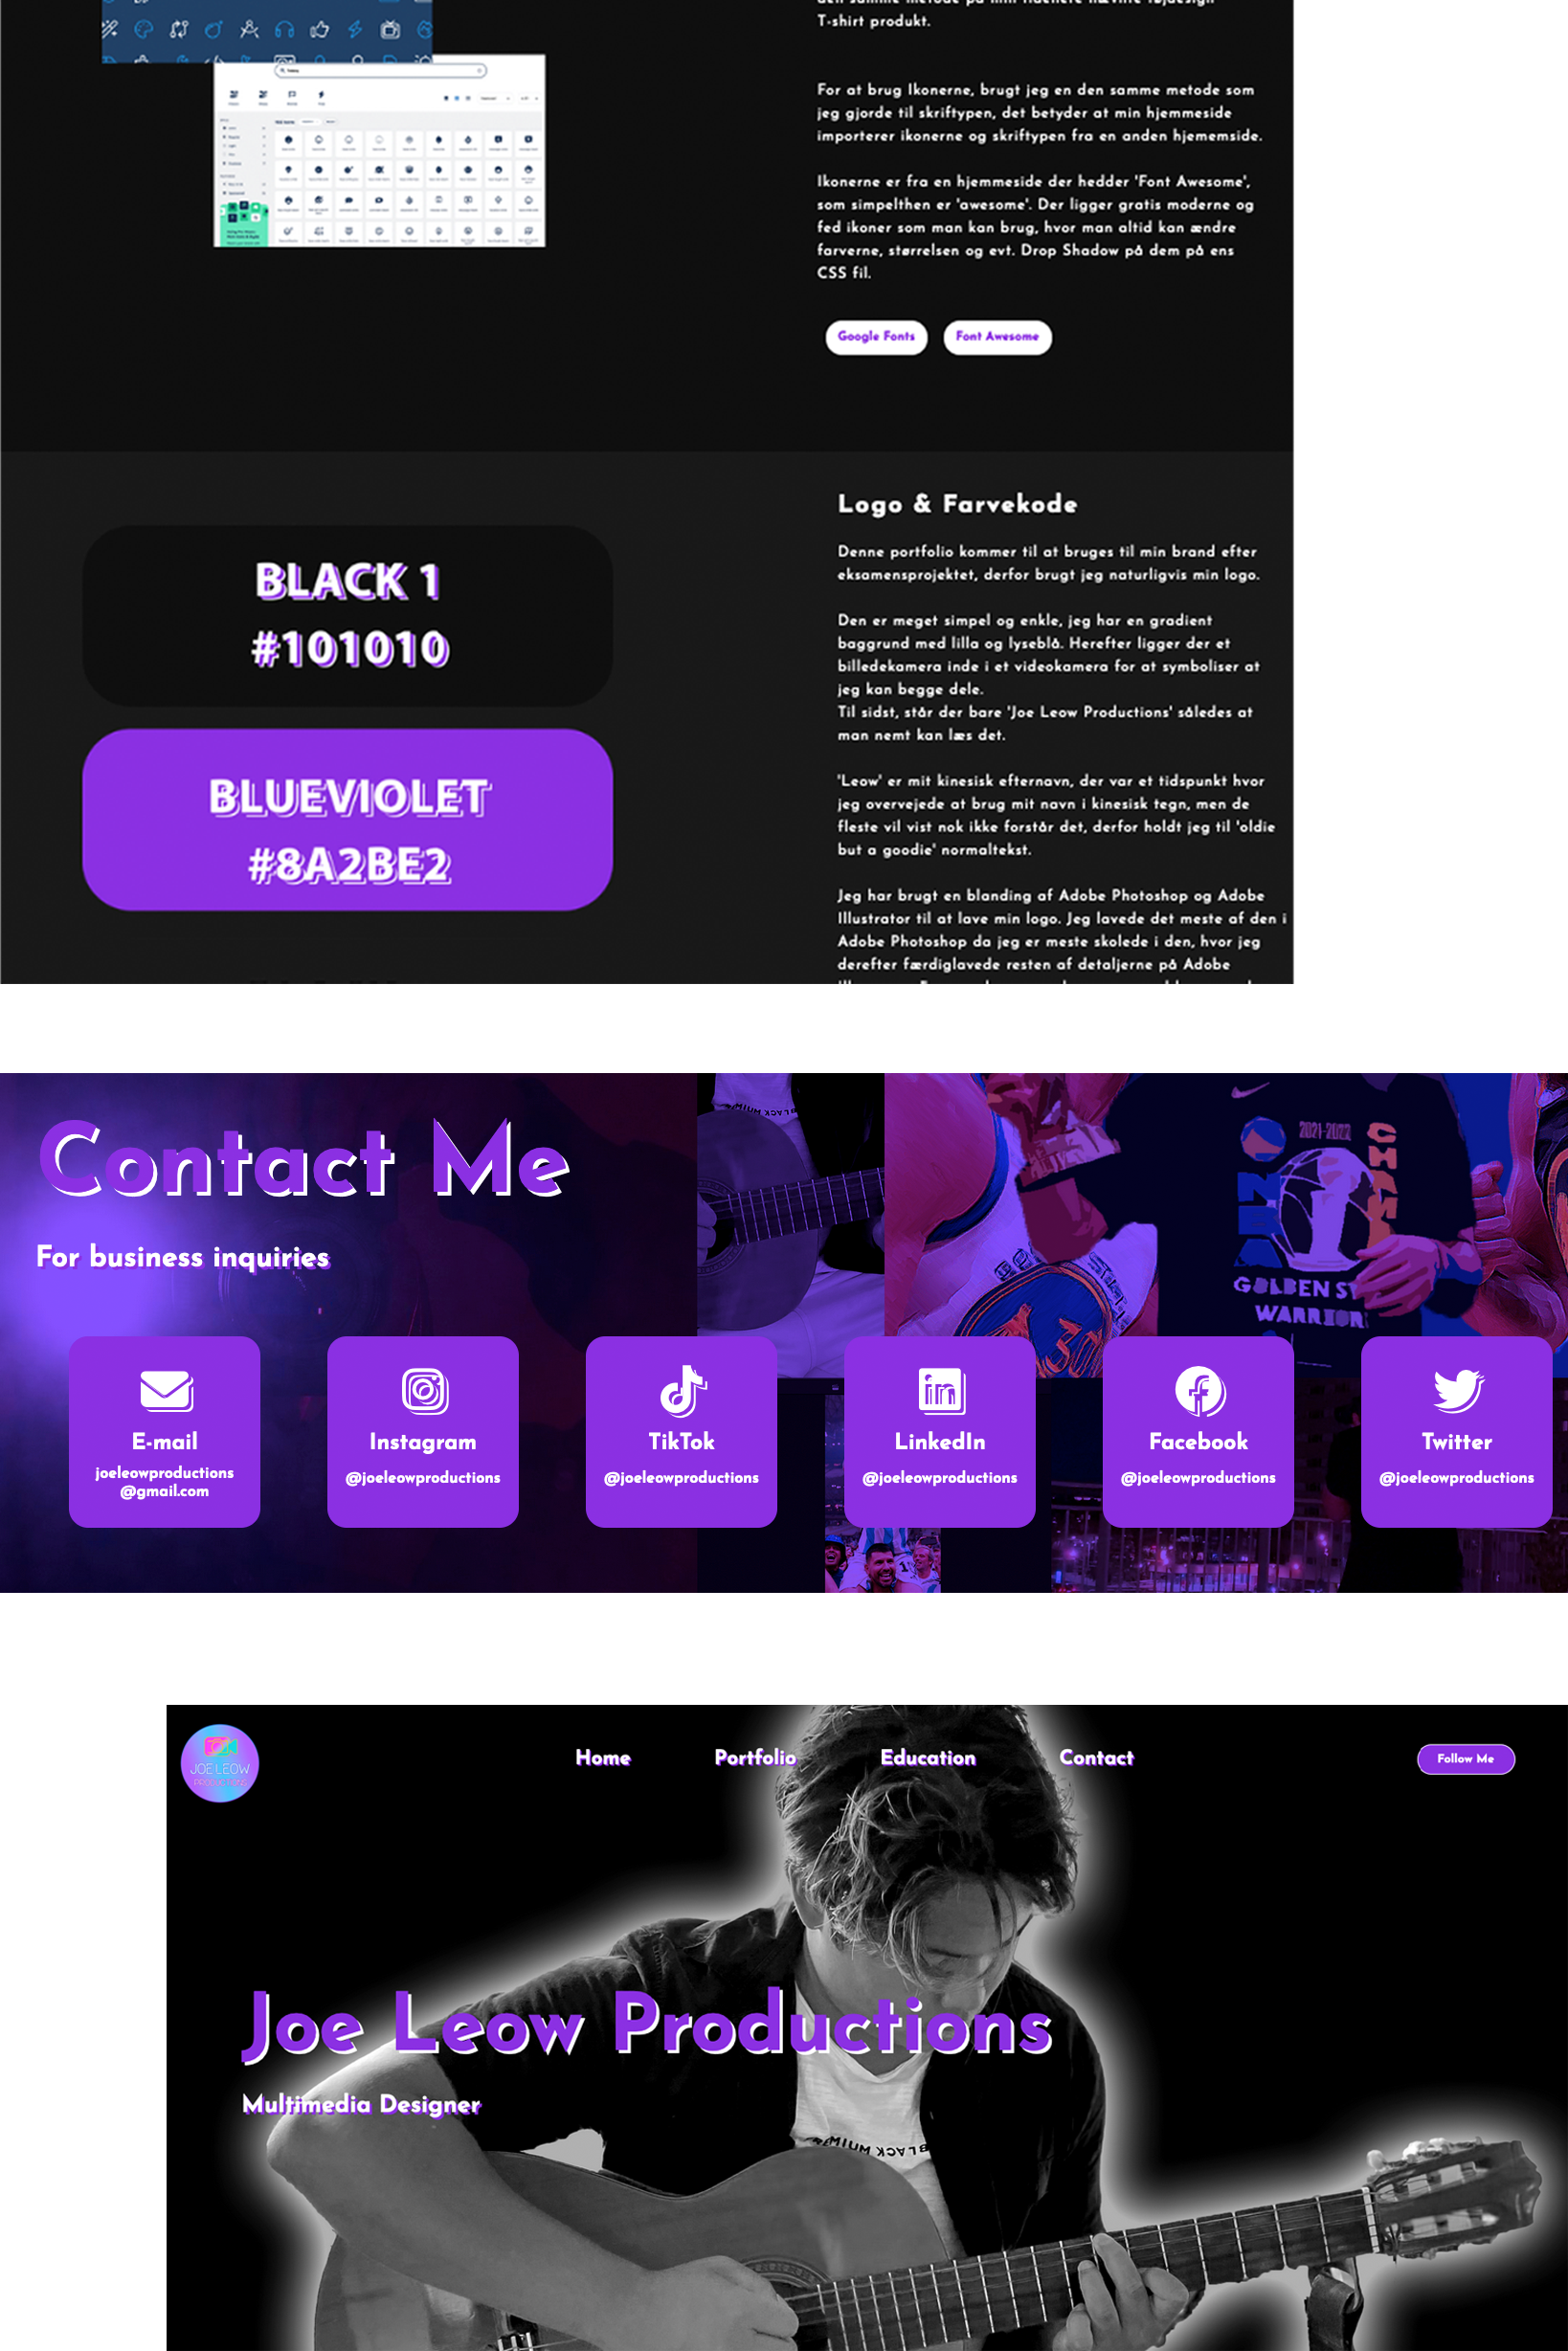 T-shirt produkt.
For at brug Ikonerne, brugt jeg en den samme metode som
jeg gjorde til skriftypen, det betyder at min hjemmeside
importerer ikonerne og skriftypen fra en anden hjememside.
Ikonerne er fra en hjemmeside der hedder 'Font Awesome',
som simpelthen er 'awesome'. Der ligger gratis moderne og
fed ikoner som man kan brug, hvor man altid kan ændre
farverne, størrelsen og evt. Drop Shadow på dem på ens
CSS fil.
Google Fonts
Font Awesome
BLACK 1
#101010
BLUEVIOLET
#8A2BE2
Logo & Farvekode
Denne portfolio kommer til at bruges til min brand efter
eksamensprojektet, derfor brugt jeg naturligvis min logo.
Den er meget simpel og enkle, jeg har en gradient
baggrund med lilla og lyseblå. Herefter ligger der et
billedekamera inde i et videokamera for at symboliser at
jeg kan begge dele.
Til sidst, står der bare 'Joe Leow Productions' således at
man nemt kan læs det.
'Leow' er mit kinesisk efternavn, der var et tidspunkt hvor
jeg overvejede at brug mit navn i kinesisk tegn, men de
fleste vil vist nok ikke forstår det, derfor holdt jeg til 'oldie
but a goodie' normaltekst.
Jeg har brugt en blanding af Adobe Photoshop og Adobe
Illustrator til at lave min logo. Jeg lavede det meste af den i
Adobe Photoshop da jeg er meste skolede i den, hvor jeg
derefter færdiglavede resten af detaljerne på Adobe
Contact Me
For business inquiries
2021-2022
NBA
CHAMP
GOLDEN ST
WARRIOR
E-mail
joeleowproductions
@gmail.com
Instagram
@joeleowproductions
TikTok
@joeleowproductions
LinkedIn
@joeleowproductions
Facebook
@joeleowproductions
Twitter
@joeleowproductions
JOE LEOW
PRODUCTIONS
Home
Portfolio
Education
Contact
Follow Me
Joe Leow Productions
Multimedia Designer